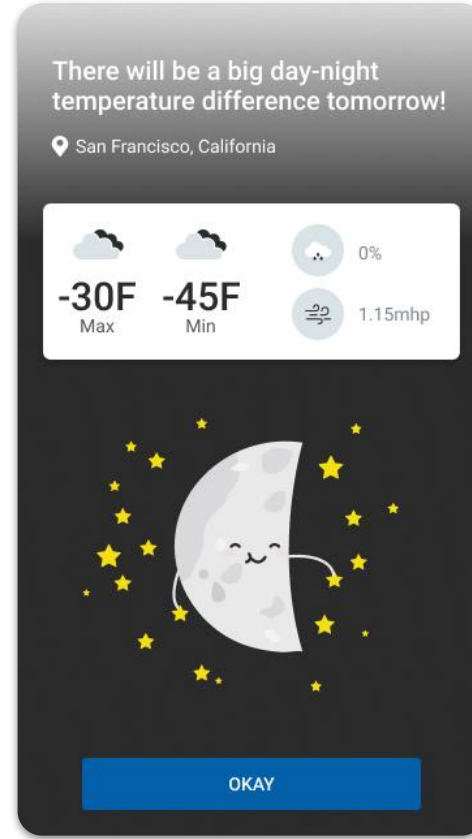 There will be a big day-night
temperature difference tomorrow!
San Francisco, California
-30F
Max
-45F
Min
0%
1.15mhp
OKAY